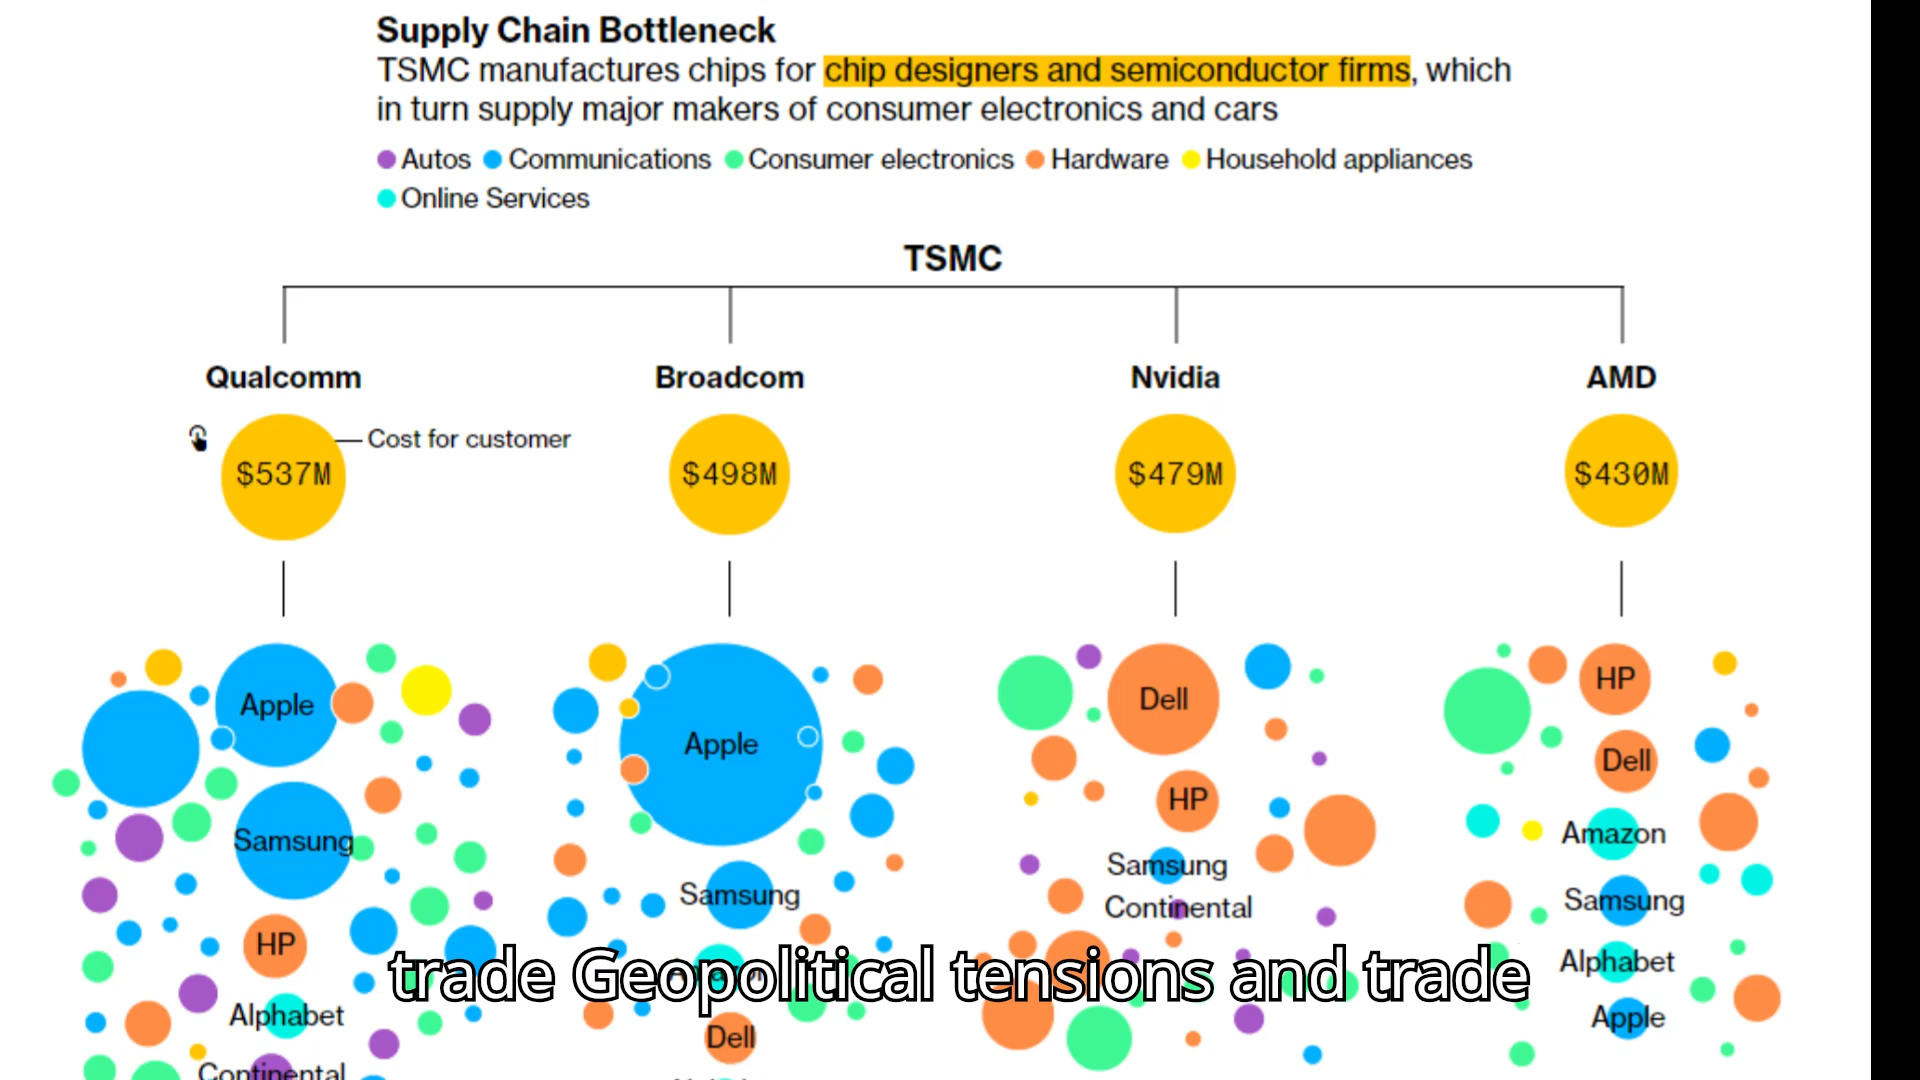 Supply Chain Bottleneck
TSMC manufactures chips for chip designers and semiconductor firms, which
in turn supply major makers of consumer electronics and cars
Autos Communications Consumer electronics Hardware Household appliances
Online Services
TSMC
Qualcomm Broadcom Nvidia AMD
Cost for customer
$537M $498M $479M $430M
Apple
Samsung
HP
Alphabet
Continental
Apple
Samsung
Dell
Dell
HP
Samsung
Continental
HP
Dell
Amazon
Samsung
Alphabet
Apple
trade Geopolitical tensions and trade